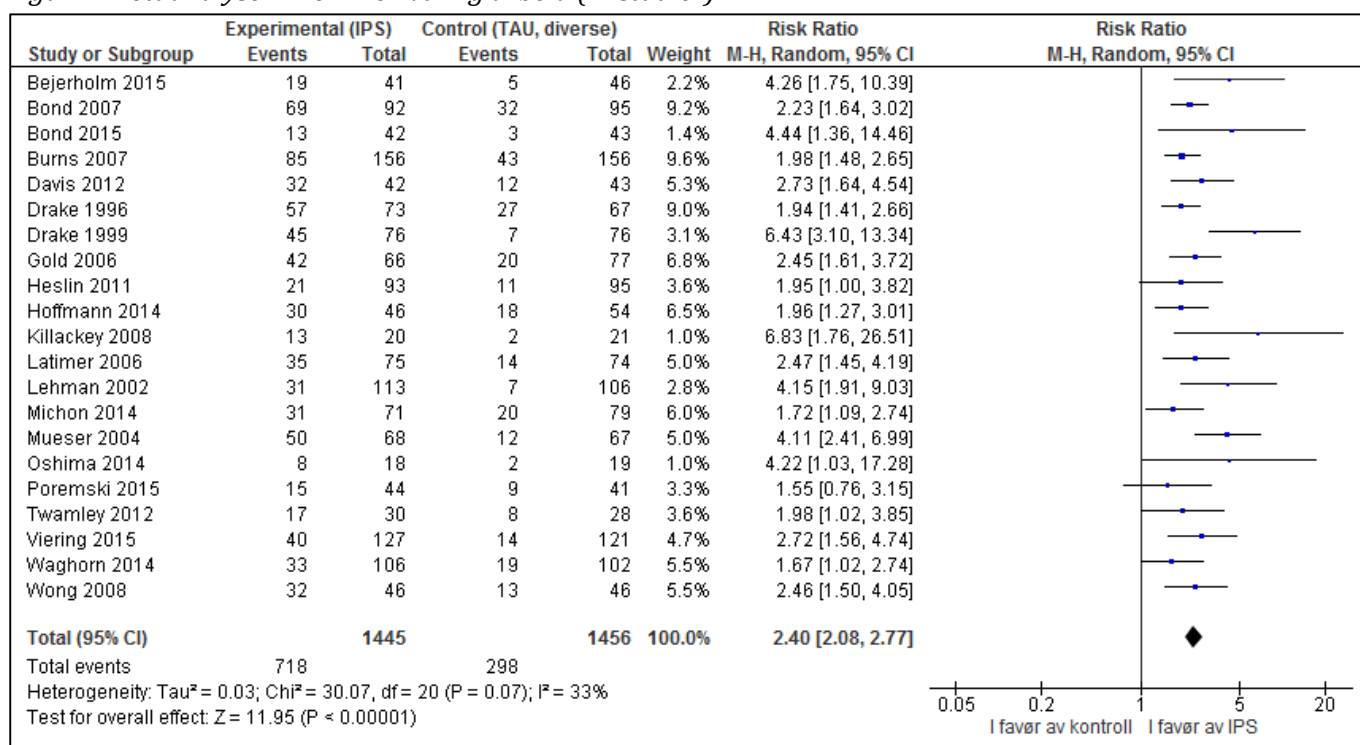 Experimental (IPS) Control (TAU, diverse) Risk Ratio Risk Ratio
Study or Subgroup Events Total Events Total Weight M-H, Random, 95% CI M-H, Random, 95% CI
Bejerholm 2015 19 41 5 46 2.2% 4.26 [1.75, 10.39]
Bond 2007 69 92 32 95 9.2% 2.23 [1.64, 3.02]
Bond 2015 13 42 3 43 1.4% 4.44 [1.36, 14.46]
Burns 2007 85 156 43 156 9.6% 1.98 [1.48, 2.65]
Davis 2012 32 42 12 43 5.3% 2.73 [1.64, 4.54]
Drake 1996 57 73 27 67 9.0% 1.94 [1.41, 2.66]
Drake 1999 45 76 7 76 3.1% 6.43 [3.10, 13.34]
Gold 2006 42 66 20 77 6.8% 2.45 [1.61, 3.72]
Heslin 2011 21 93 11 95 3.6% 1.95 [1.00, 3.82]
Hoffmann 2014 30 46 18 54 6.5% 1.96 [1.27, 3.01]
Killackey 2008 13 20 2 21 1.0% 6.83 [1.76, 26.51]
Latimer 2006 35 75 14 74 5.0% 2.47 [1.45, 4.19]
Lehman 2002 31 113 7 106 2.8% 4.15 [1.91, 9.03]
Michon 2014 31 71 20 79 6.0% 1.72 [1.09, 2.74]
Mueser 2004 50 68 12 67 5.0% 4.11 [2.41, 6.99]
Oshima 2014 8 18 2 19 1.0% 4.22 [1.03, 17.28]
Poremski 2015 15 44 9 41 3.3% 1.55 [0.76, 3.15]
Twamley 2012 17 30 8 28 3.6% 1.98 [1.02, 3.85]
Viering 2015 40 127 14 121 4.7% 2.72 [1.56, 4.74]
Waghorn 2014 33 106 19 102 5.5% 1.67 [1.02, 2.74]
Wong 2008 32 46 13 46 5.5% 2.46 [1.50, 4.05]
Total (95% CI) 1445 1456 100.0% 2.40 [2.08, 2.77]
Total events 718 298
Heterogeneity: Tau² = 0.03; Chi² = 30.07, df = 20 (P = 0.07); I² = 33%
Test for overall effect: Z = 11.95 (P < 0.00001)
0.05 0.2 1 5 20
I favør av kontroll I favør av IPS